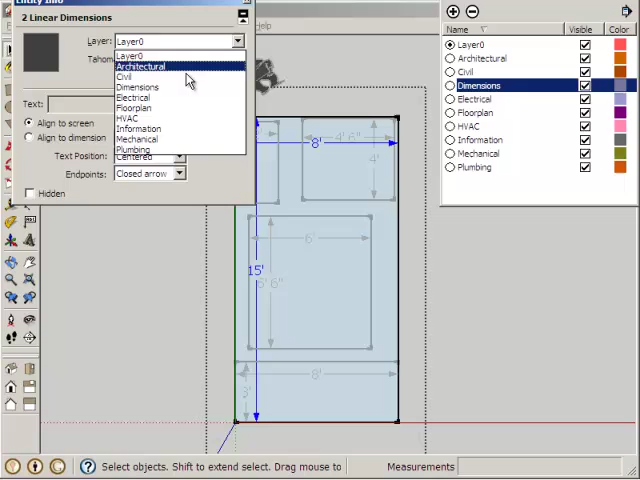 Entity Info
2 Linear Dimensions
Layer: Layer0
Layer0
Architectural
Civil
Dimensions
Electrical
Floorplan
HVAC
Information
Mechanical
Plumbing
Tahom
Text:
Align to screen
Align to dimension
Text Position: Centered
Endpoints: Closed arrow
Hidden
Help
Name Visible Color
Layer0
Architectural
Civil
Dimensions
Electrical
Floorplan
HVAC
Information
Mechanical
Plumbing
8'
4' 6"
4'
6'
15'
6' 6"
8'
3'
Select objects. Shift to extend select. Drag mouse to
Measurements